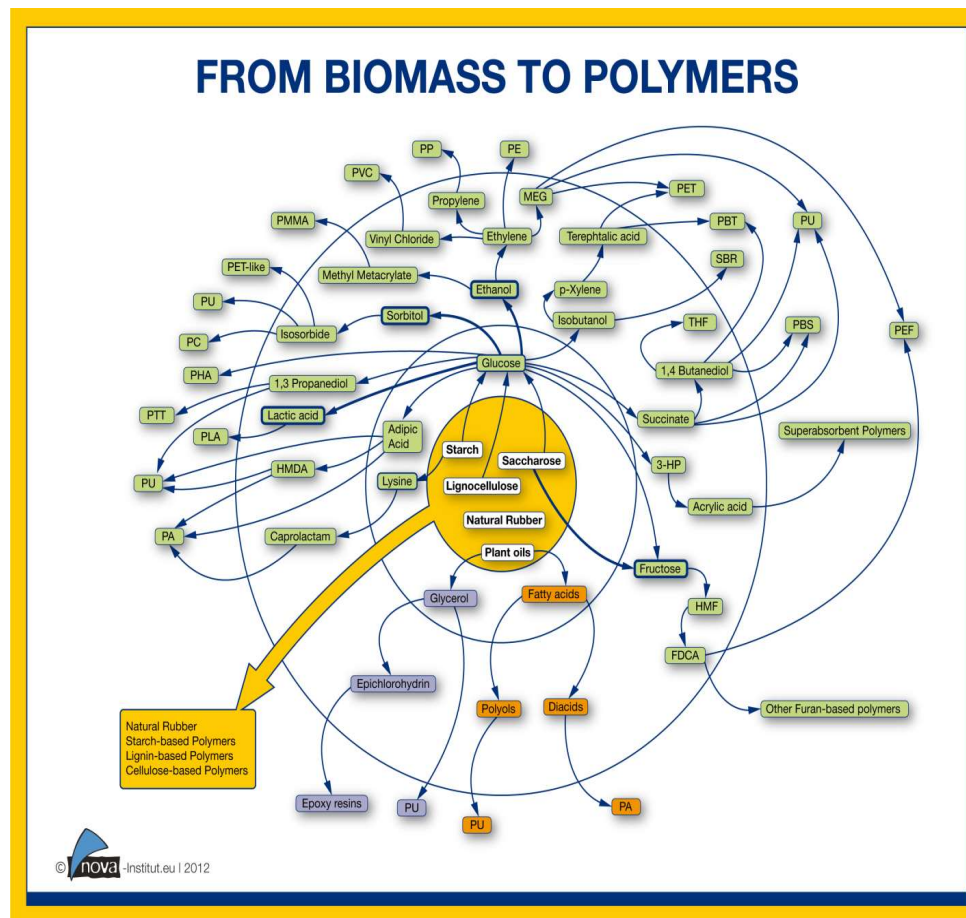 FROM BIOMASS TO POLYMERS
PP
PE
PVC
Propylene
MEG
PET
PMMA
Vinyl Chloride
Ethylene
Terephtalic acid
PBT
PU
PET-like
Methyl Metacrylate
Ethanol
p-Xylene
SBR
PU
Sorbitol
Isobutanol
THF
PBS
PEF
PC
Isosorbide
PHA
1,3 Propanediol
Glucose
1,4 Butanediol
PTT
Lactic acid
Succinate
PLA
Adipic
Acid
Starch
Superabsorbent Polymers
PU
HMDA
Lysine
Saccharose
3-HP
Lignocellulose
Acrylic acid
Natural Rubber
PA
Caprolactam
Plant oils
Fructose
Glycerol
Fatty acids
HMF
FDCA
Epichlorohydrin
Polyols
Diacids
Other Furan-based polymers
Natural Rubber
Starch-based Polymers
Lignin-based Polymers
Cellulose-based Polymers
Epoxy resins
PU
PU
PA
© nova-Institut.eu | 2012